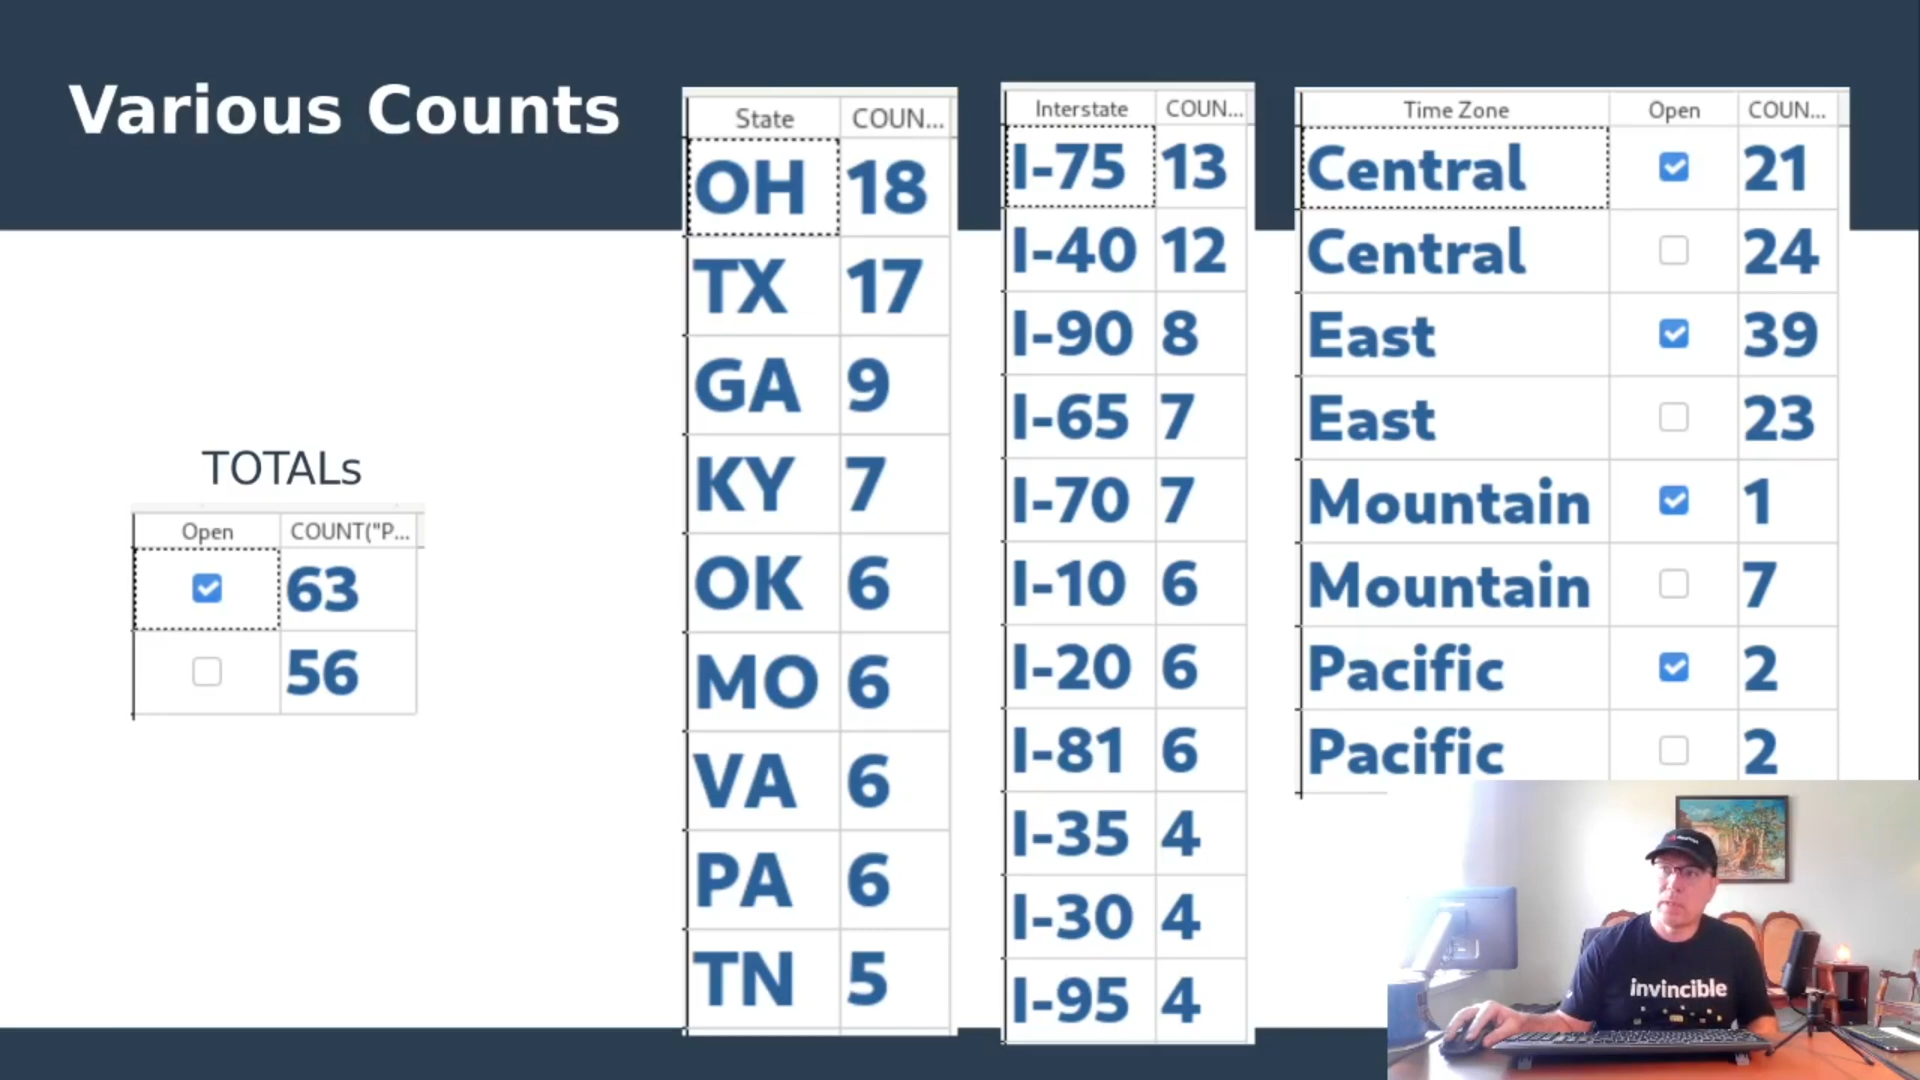 Various Counts
TOTALs
Open COUNT("P...
63
56
State COUN...
OH 18
TX 17
GA 9
KY 7
OK 6
MO 6
VA 6
PA 6
TN 5
Interstate COUN...
I-75 13
I-40 12
I-90 8
I-65 7
I-70 7
I-10 6
I-20 6
I-81 6
I-35 4
I-30 4
I-95 4
Time Zone Open COUN...
Central 21
Central 24
East 39
East 23
Mountain 1
Mountain 7
Pacific 2
Pacific 2
invincible